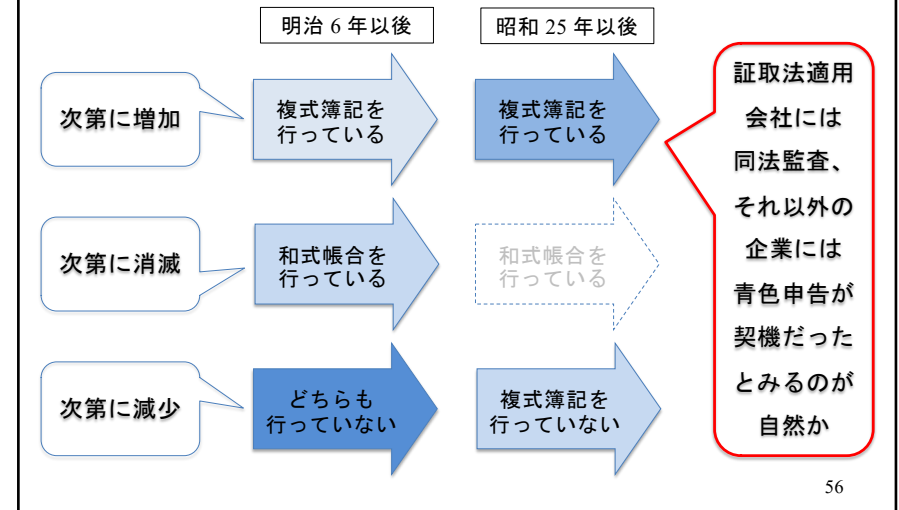 明治 6 年以後
昭和 25 年以後
次第に増加
複式簿記を
行っている
複式簿記を
行っている
次第に消滅
和式帳合を
行っている
和式帳合を
行っている
次第に減少
どちらも
行っていない
複式簿記を
行っていない
証取法適用
会社には
同法監査、
それ以外の
企業には
青色申告が
契機だった
とみるのが
自然か
56